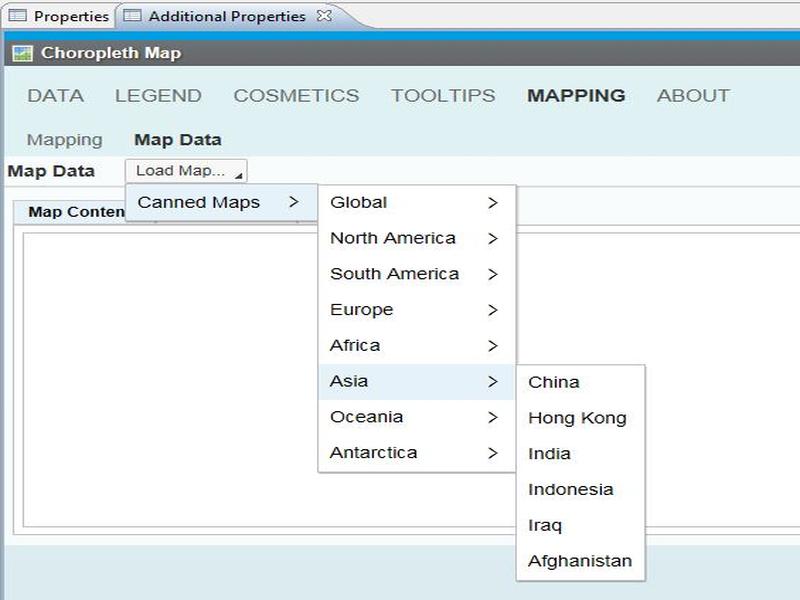 Properties Additional Properties
Choropleth Map
DATA LEGEND COSMETICS TOOLTIPS MAPPING ABOUT
Mapping Map Data
Map Data Load Map...
Canned Maps > Global >
Map Conten
North America >
South America >
Europe >
Africa >
Asia > China
Oceania > Hong Kong
Antarctica > India
Indonesia
Iraq
Afghanistan